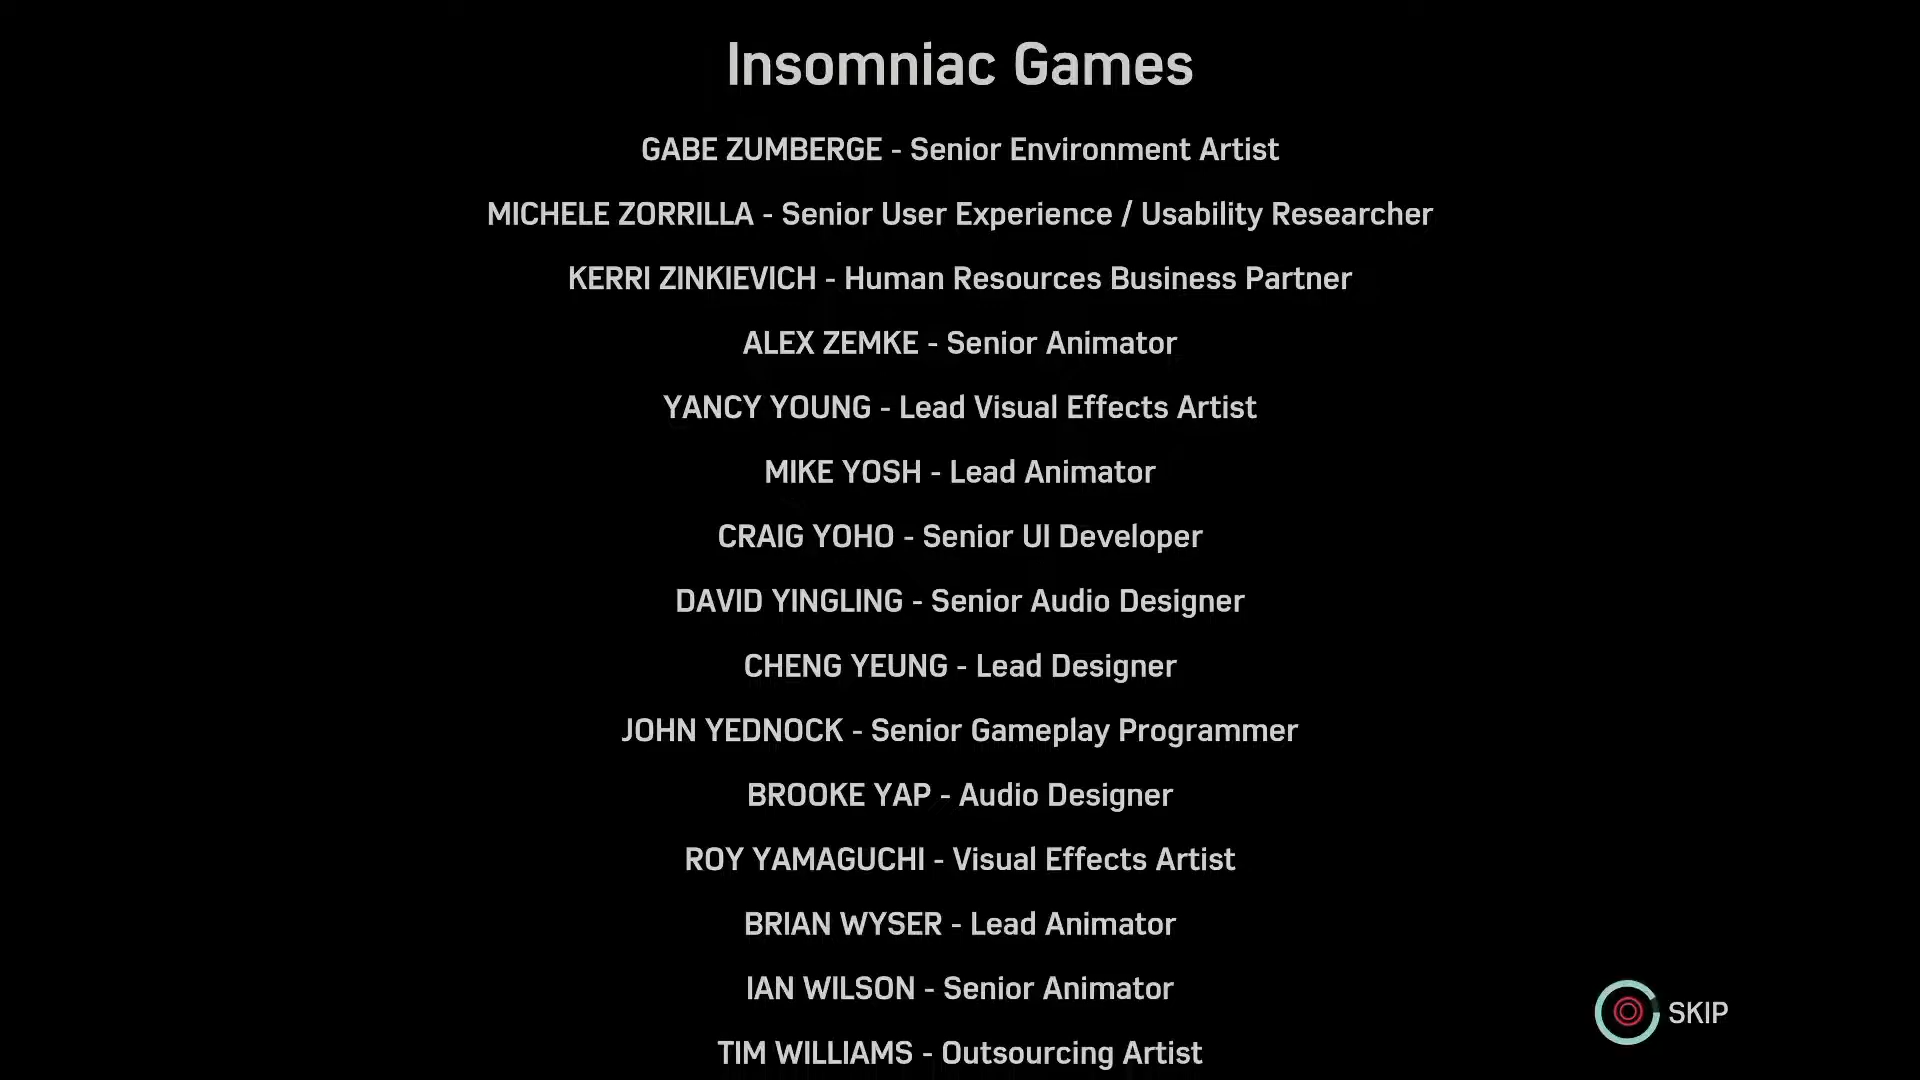 Insomniac Games
GABE ZUMBERGE - Senior Environment Artist
MICHELE ZORRILLA - Senior User Experience / Usability Researcher
KERRI ZINKIEVICH - Human Resources Business Partner
ALEX ZEMKE - Senior Animator
YANCY YOUNG - Lead Visual Effects Artist
MIKE YOSH - Lead Animator
CRAIG YOHO - Senior UI Developer
DAVID YINGLING - Senior Audio Designer
CHENG YEUNG - Lead Designer
JOHN YEDNOCK - Senior Gameplay Programmer
BROOKE YAP - Audio Designer
ROY YAMAGUCHI - Visual Effects Artist
BRIAN WYSER - Lead Animator
IAN WILSON - Senior Animator
SKIP
TIM WILLIAMS - Outsourcing Artist